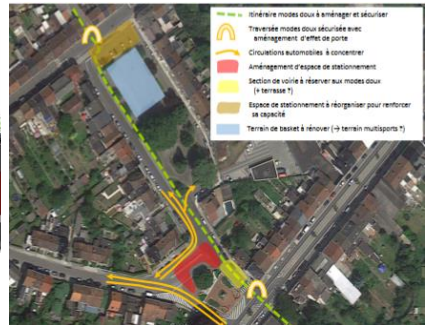 Itinéraire modes doux à aménager et sécuriser
Traversée modes doux sécurisée avec
aménagement d'effet de porte
Circulations automobiles à concentrer
Aménagement d'espace de stationnement
Section de voirie à réserver aux modes doux
(+ terrasse ?)
Espace de stationnement à réorganiser pour renforcer
sa capacité
Terrain de basket à rénover (→ terrain multisports ?)